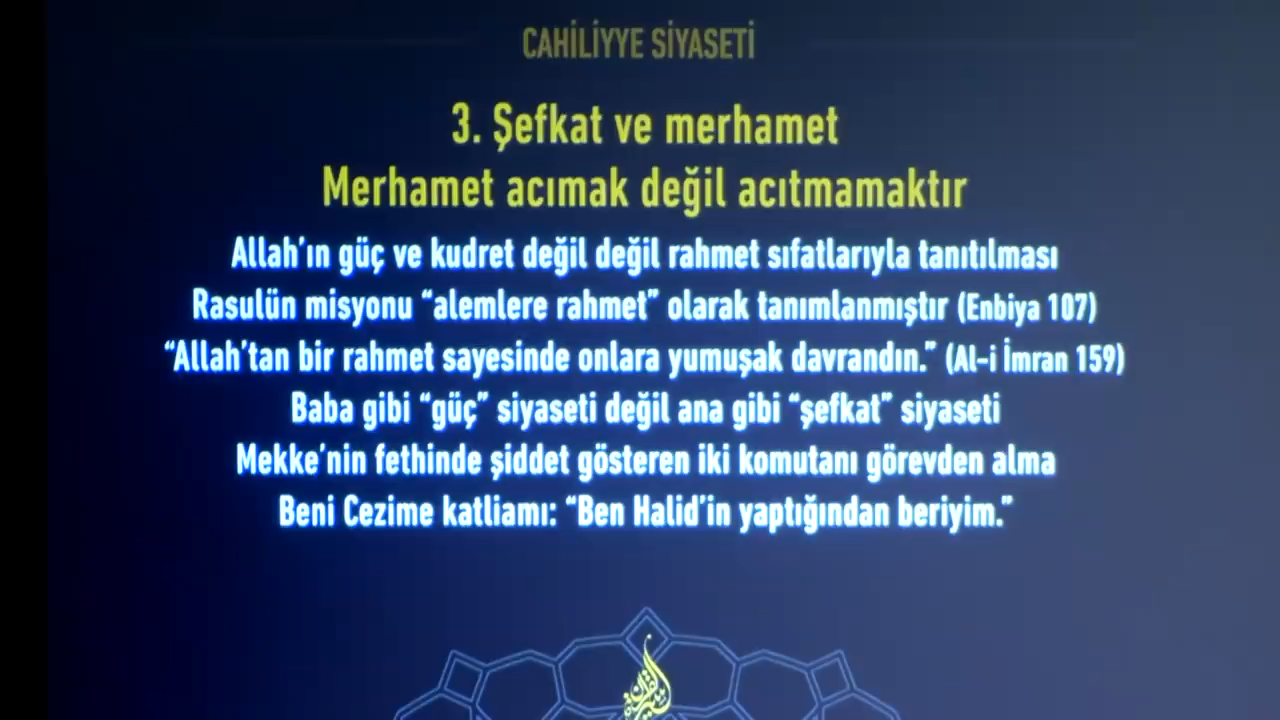 CAHİLİYYE SİYASETİ
3. Şefkat ve merhamet
Merhamet acımak değil acıtmamaktır
Allah’ın güç ve kudret değil değil rahmet sıfatlarıyla tanıtılması
Rasulün misyonu “alemlere rahmet” olarak tanımlanmıştır (Enbiya 107)
“Allah’tan bir rahmet sayesinde onlara yumuşak davrandın.” (Al-i İmran 159)
Baba gibi “güç” siyaseti değil ana gibi “şefkat” siyaseti
Mekke’nin fethinde şiddet gösteren iki komutanı görevden alma
Beni Cezime katliamı: “Ben Halid’in yaptığından beriyim.”